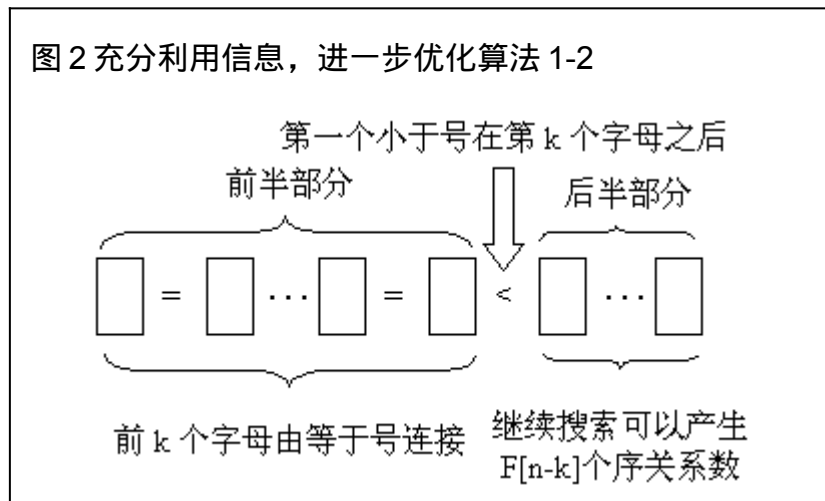 图 2 充分利用信息，进一步优化算法 1-2
第一个小于号在第 k 个字母之后
前半部分
后半部分
= ··· = < ···
前 k 个字母由等于号连接
继续搜索可以产生
F[n-k]个序关系数